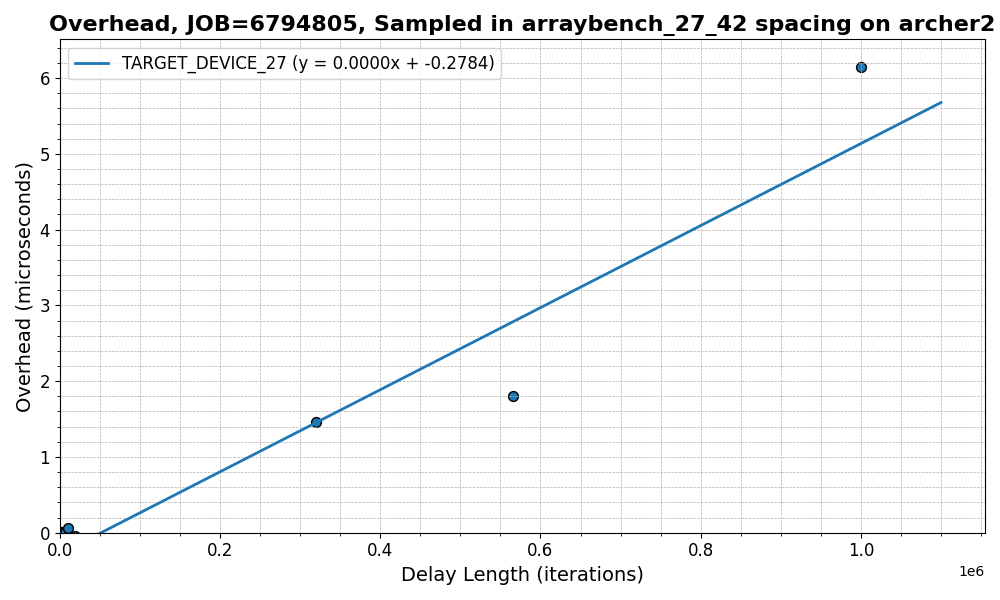 Overhead, JOB=6794805, Sampled in arraybench_27_42 spacing on archer2
TARGET_DEVICE_27 (y = 0.0000x + -0.2784)
Overhead (microseconds)
6
5
4
3
2
1
0
0.0 0.2 0.4 0.6 0.8 1.0
1e6
Delay Length (iterations)